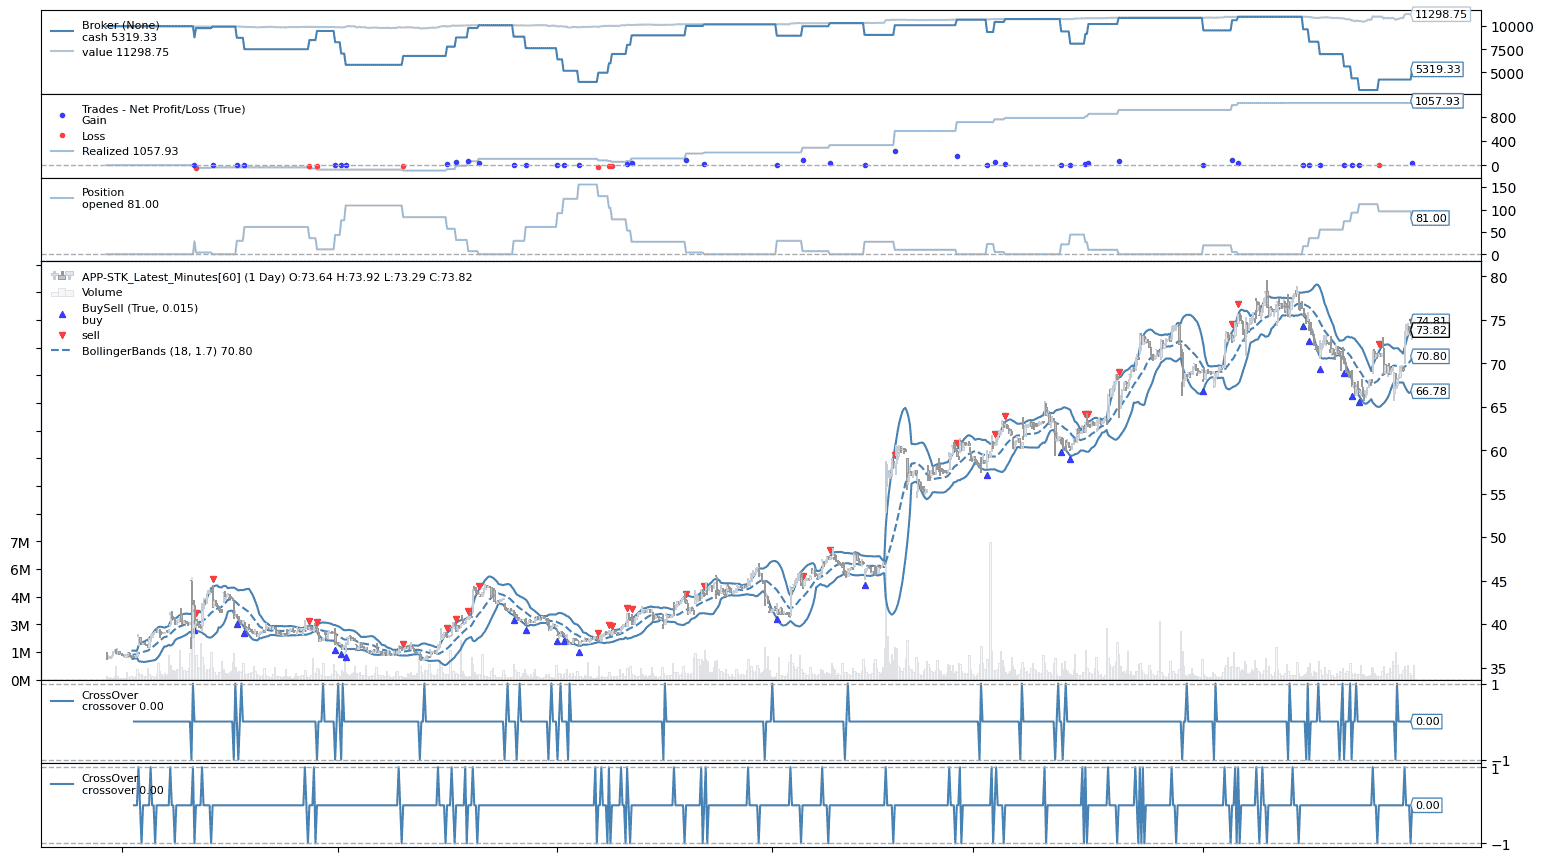 Broker (None)
cash 5319.33
value 11298.75
11298.75
10000
7500
5000
5319.33
Trades - Net Profit/Loss (True)
Gain
Loss
Realized 1057.93
1057.93
800
400
0
Position
opened 81.00
150
100
50
0
81.00
APP-STK_Latest_Minutes[60] (1 Day) O:73.64 H:73.92 L:73.29 C:73.82
Volume
BuySell (True, 0.015)
buy
sell
BollingerBands (18, 1.7) 70.80
80
75
70
65
60
55
50
45
40
35
74.81
73.82
70.80
66.78
7M
6M
4M
3M
1M
0M
CrossOver
crossover 0.00
1
0.00
−1
CrossOver
crossover 0.00
1
0.00
−1